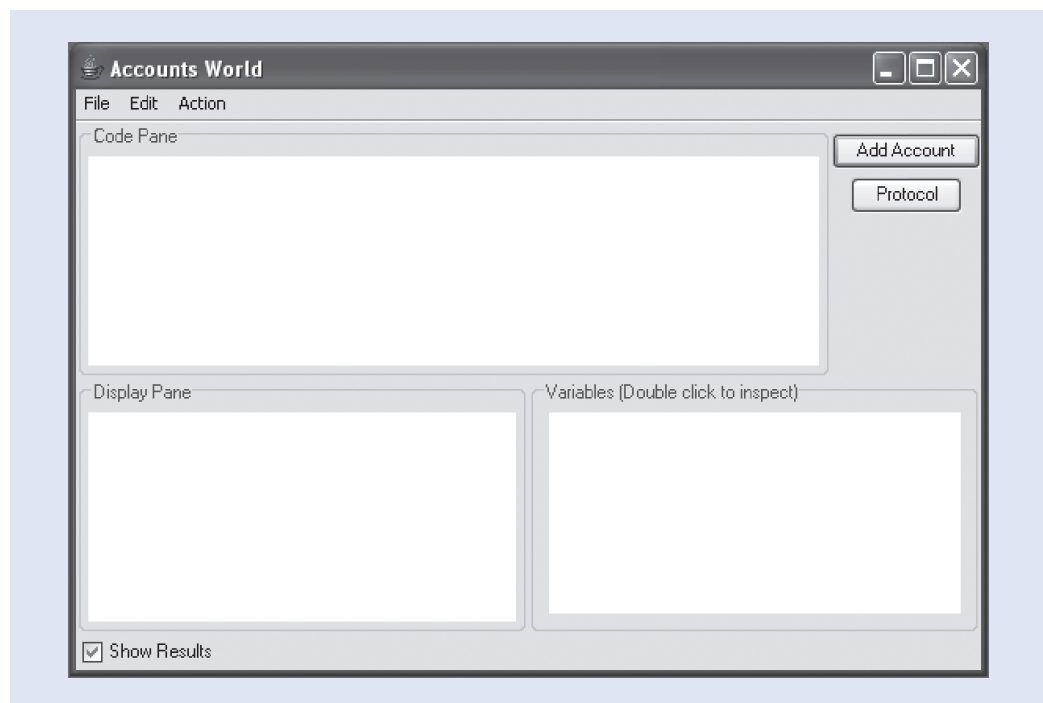 Accounts World
File Edit Action
Code Pane
Add Account
Protocol
Display Pane
Variables (Double click to inspect)
Show Results